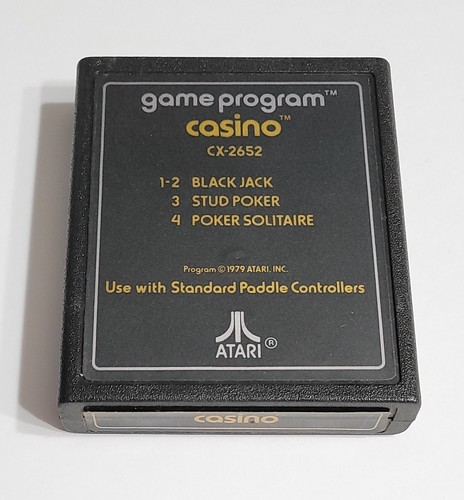 game program™
casino™
CX-2652
1-2 BLACK JACK
3 STUD POKER
4 POKER SOLITAIRE
Program © 1979 ATARI, INC.
Use with Standard Paddle Controllers
ATARI®
casino